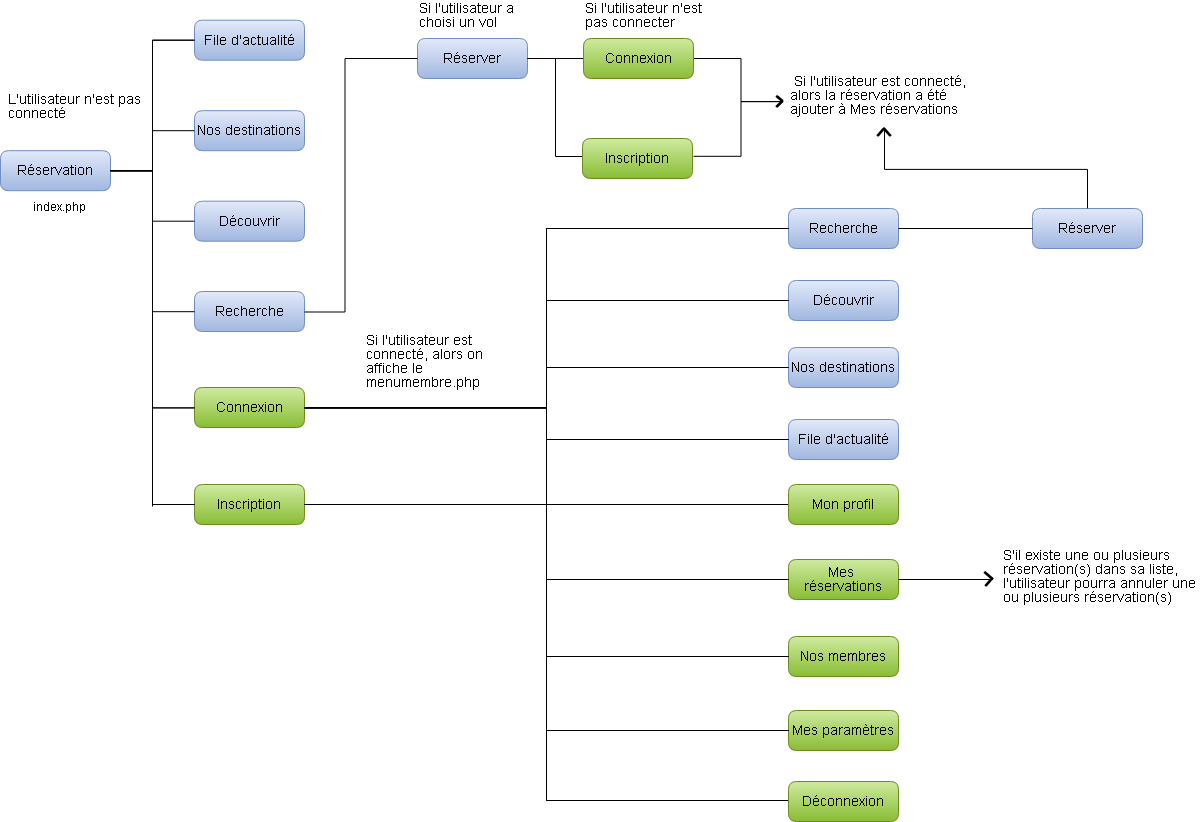 Si l'utilisateur a
choisi un vol
Si l'utilisateur n'est
pas connecter
File d'actualité
Réserver
Connexion
Si l'utilisateur est connecté,
alors la réservation a été
ajouter à Mes réservations
L'utilisateur n'est pas
connecté
Nos destinations
Inscription
Réservation
index.php
Découvrir
Recherche
Réserver
Recherche
Découvrir
Si l'utilisateur est
connecté, alors on
affiche le
menumembre.php
Nos destinations
Connexion
File d'actualité
Inscription
Mon profil
Mes
réservations
S'il existe une ou plusieurs
réservation(s) dans sa liste,
l'utilisateur pourra annuler une
ou plusieurs réservation(s)
Nos membres
Mes paramètres
Déconnexion